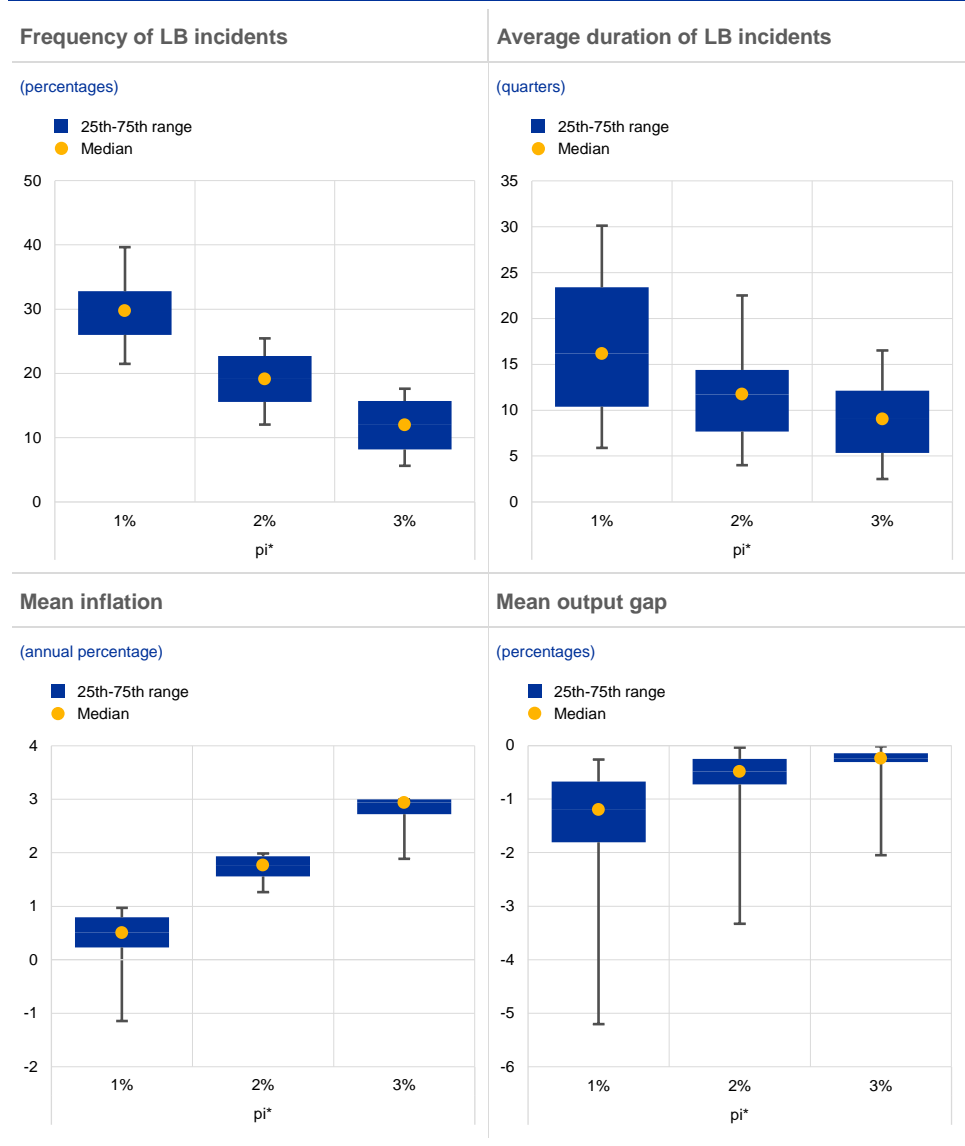 Frequency of LB incidents
(percentages)
25th-75th range
Median
50
40
30
20
10
0
1% 2% 3%
pi*
Average duration of LB incidents
(quarters)
25th-75th range
Median
35
30
25
20
15
10
5
0
1% 2% 3%
pi*
Mean inflation
(annual percentage)
25th-75th range
Median
4
3
2
1
0
-1
-2
1% 2% 3%
pi*
Mean output gap
(percentages)
25th-75th range
Median
0
-1
-2
-3
-4
-5
-6
1% 2% 3%
pi*